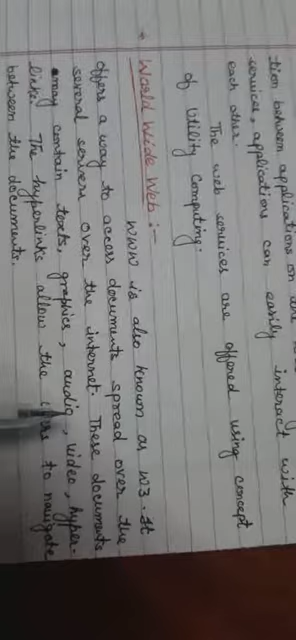 tion between applications on
services, applications can easily interact with
each other.
The web services are offered using concept
of Utility Computing.
World Wide Web :-
WWW is also known as W3. It
offers a way to access documents spread over the
several servers over the internet. These documents
may contain texts, graphics, audio, video, hyper-
links. The hyperlinks allow the users to navigate
between the documents.